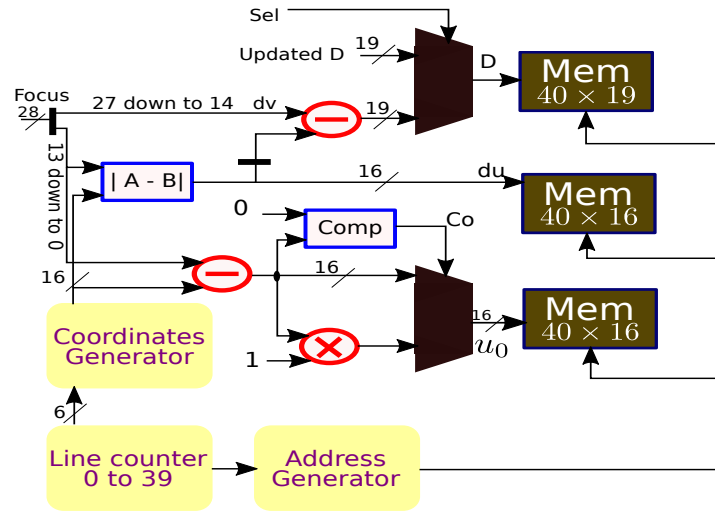 Sel
Updated D
19
D
Mem
40 × 19
Focus
28
27 down to 14
dv
19
13 down to 0
| A - B|
16
du
Mem
40 × 16
0
Comp
Co
16
16
Mem
40 × 16
16
u0
1
Coordinates
Generator
6
Line counter
0 to 39
Address
Generator